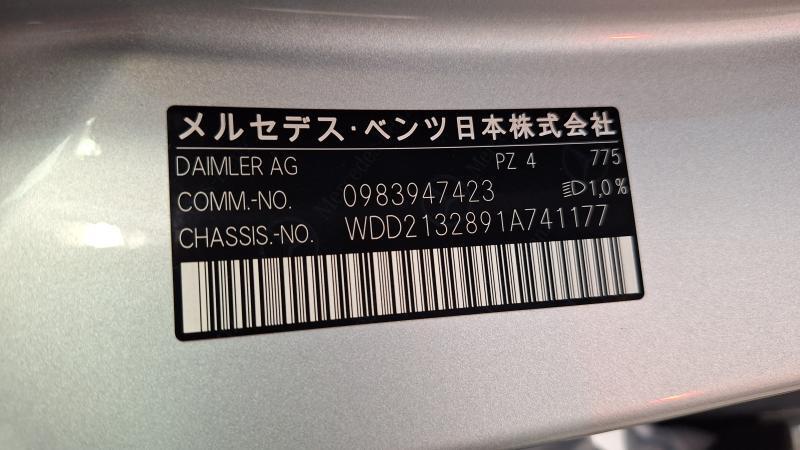 メルセデス・ベンツ日本株式会社
DAIMLER AG PZ 4 775
COMM.-NO. 0983947423 1,0%
CHASSIS.-NO. WDD2132891A741177